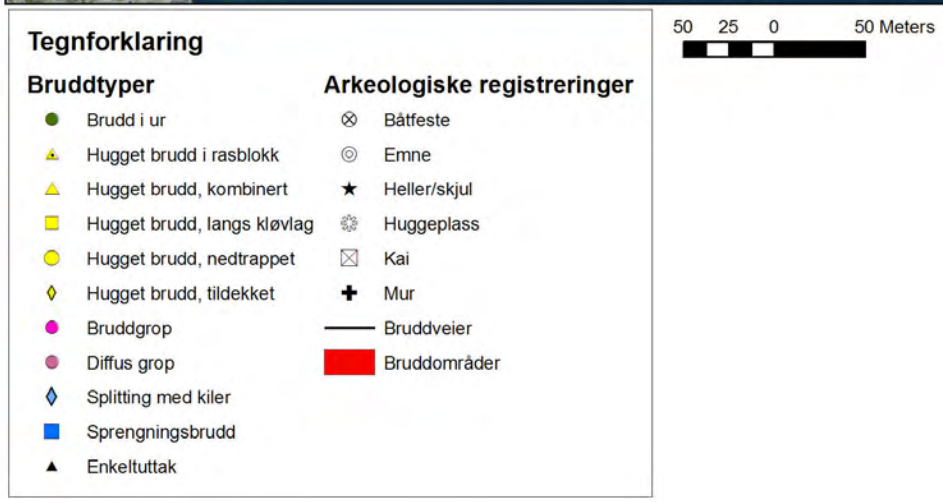 Tegnforklaring
Bruddtyper
Brudd i ur
Hugget brudd i rasblokk
Hugget brudd, kombinert
Hugget brudd, langs kløvlag
Hugget brudd, nedtrappet
Hugget brudd, tildekket
Bruddgrop
Diffus grop
Splitting med kiler
Sprengningsbrudd
Enkeltuttak
Arkeologiske registreringer
Båtfeste
Emne
Heller/skjul
Huggeplass
Kai
Mur
Bruddveier
Bruddområder
50 25 0 50 Meters